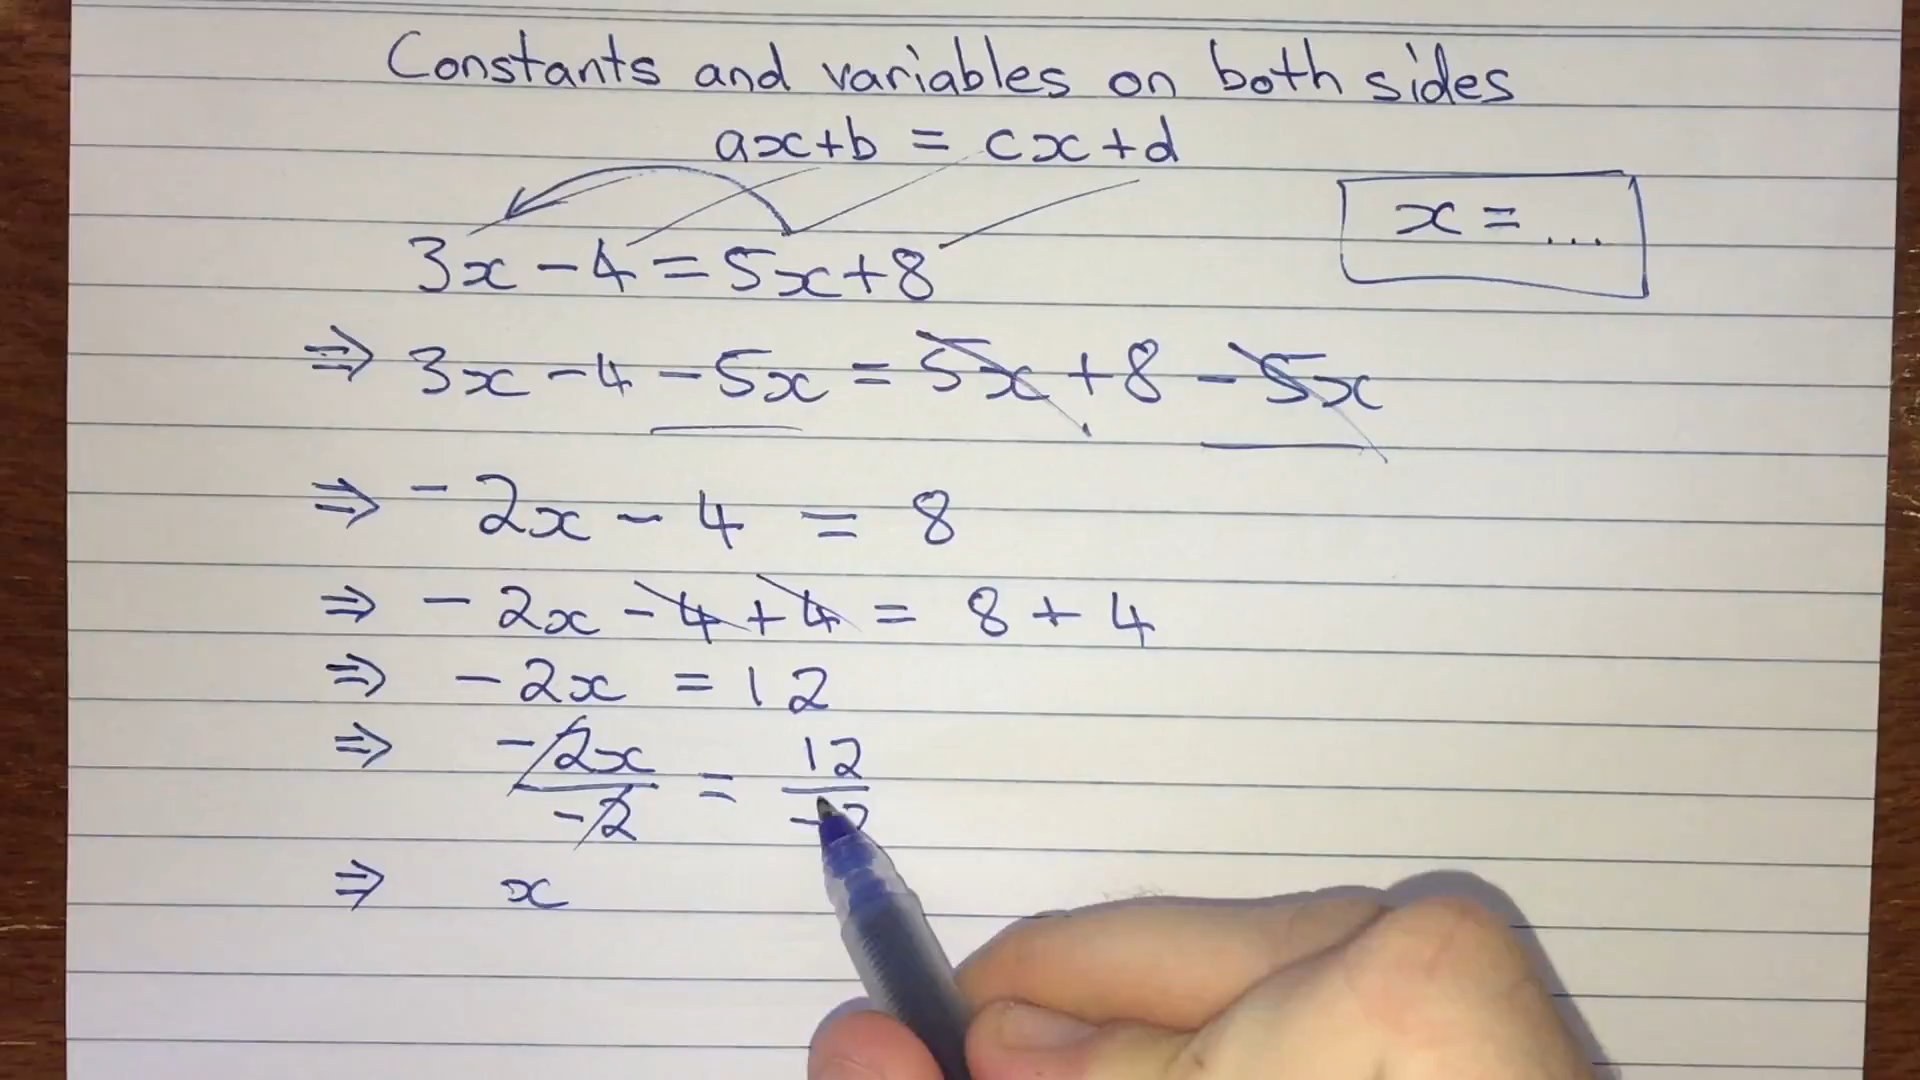 Constants and variables on both sides
ax+b = cx+d
x = ...
3x - 4 = 5x + 8
⇒ 3x - 4 - 5x = 5x + 8 - 5x
⇒ -2x - 4 = 8
⇒ -2x - 4 + 4 = 8 + 4
⇒ -2x = 12
⇒ -2x/-2 = 12/-2
⇒ x